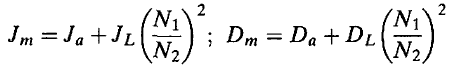 J_m = J_a + J_L (N_1/N_2)^2; D_m = D_a + D_L (N_1/N_2)^2